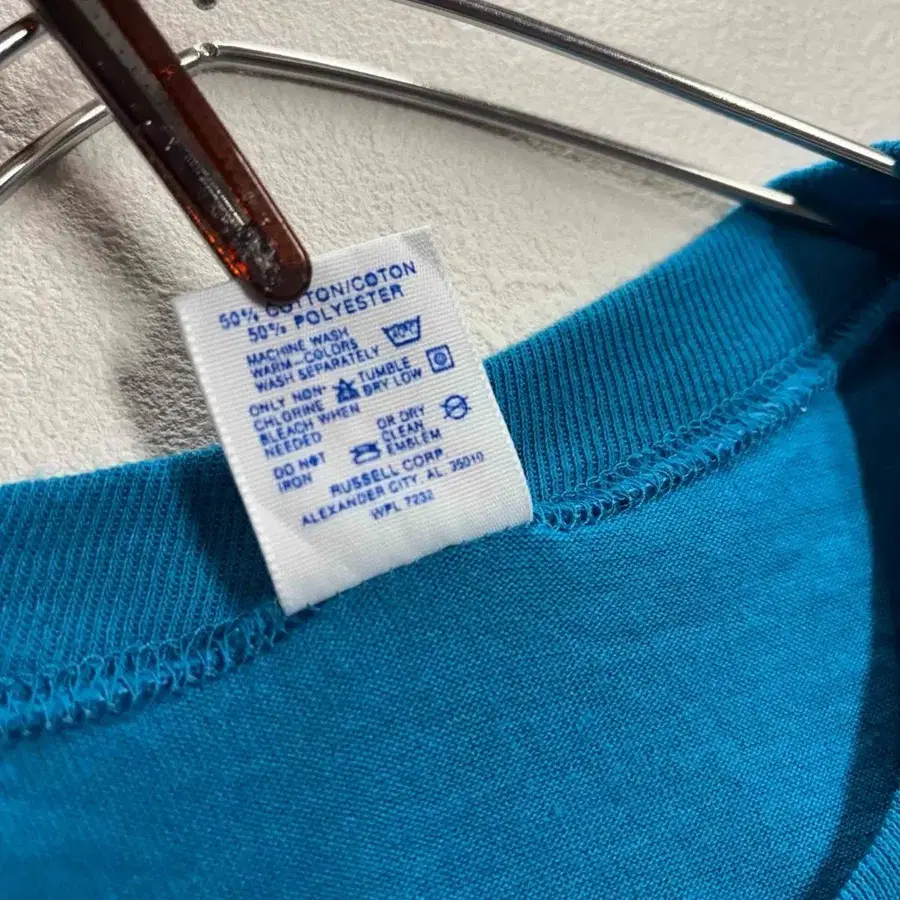 50% COTTON/COTON
50% POLYESTER
MACHINE WASH
WARM-COLORS
WASH SEPARATELY
ONLY NON- TUMBLE
CHLORINE DRY LOW
BLEACH WHEN OR DRY
NEEDED CLEAN
DO NOT EMBLEM
IRON
RUSSELL CORP
ALEXANDER CITY, AL 35010
WPL 7232